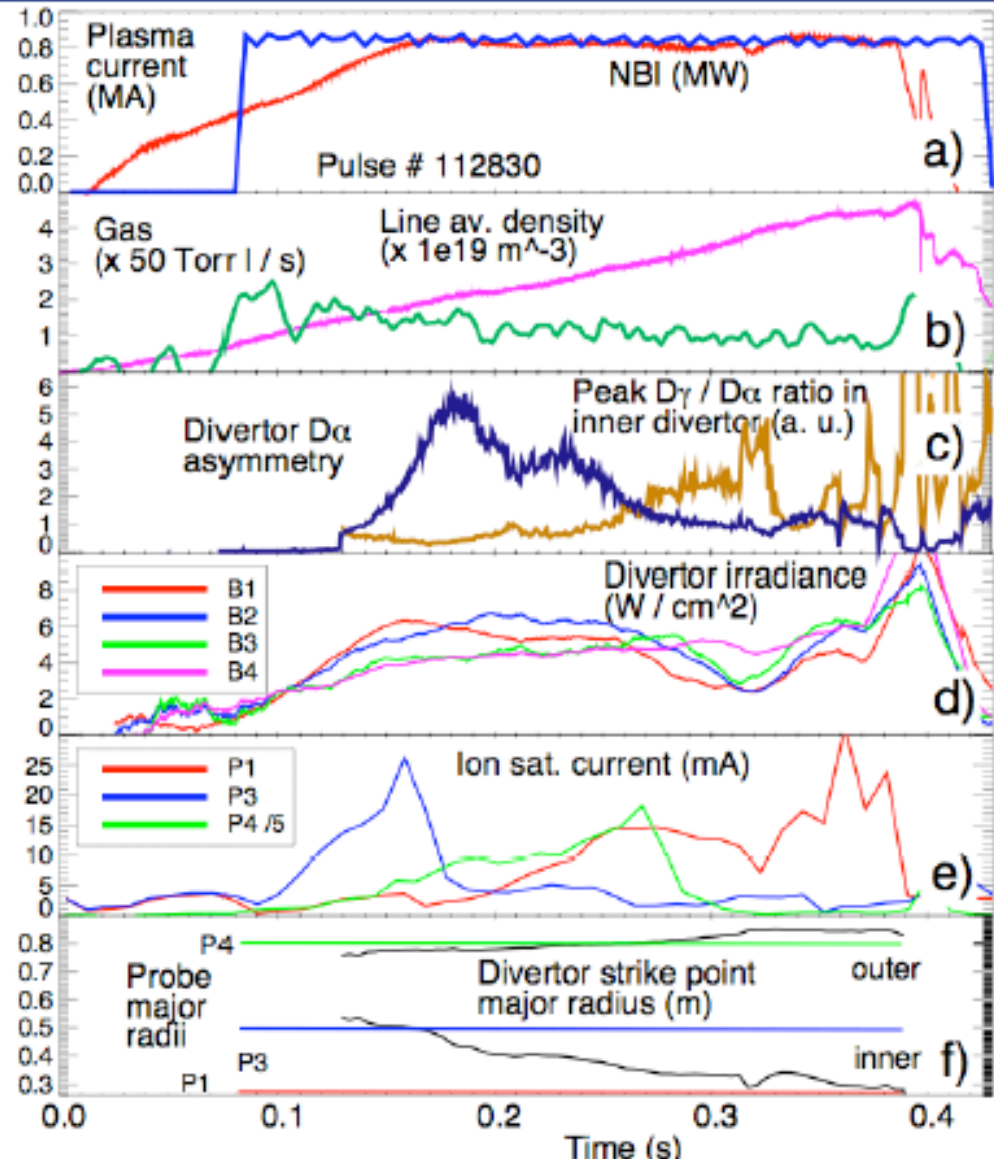 1.0
0.8
0.6
0.4
0.2
0.0
Plasma
current
(MA)
NBI (MW)
Pulse # 112830
a)
4
3
2
1
Gas
(x 50 Torr l / s)
Line av. density
(x 1e19 m^-3)
b)
6
5
4
3
2
1
0
Divertor Dα
asymmetry
Peak Dγ / Dα ratio in
inner divertor (a. u.)
c)
8
6
4
2
0
B1
B2
B3
B4
Divertor irradiance
(W / cm^2)
d)
25
20
15
10
5
0
P1
P3
P4 /5
Ion sat. current (mA)
e)
0.8
0.7
0.6
0.5
0.4
0.3
P4
Probe
major
radii
P3
P1
Divertor strike point
major radius (m)
outer
inner
f)
0.0 0.1 0.2 0.3 0.4
Time (s)